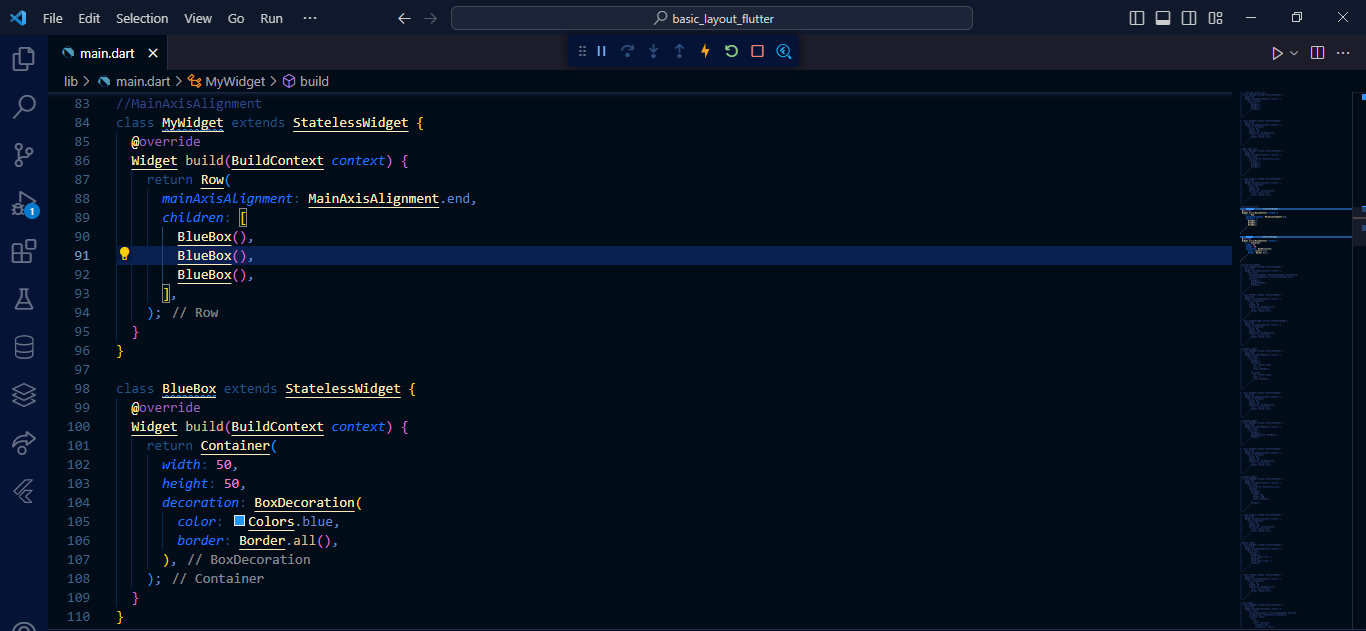 File Edit Selection View Go Run ··· basic_layout_flutter
main.dart
lib > main.dart > MyWidget > build
83 //MainAxisAlignment
84 class MyWidget extends StatelessWidget {
85 @override
86 Widget build(BuildContext context) {
87 return Row(
88 mainAxisAlignment: MainAxisAlignment.end,
89 children: [
90 BlueBox(),
91 BlueBox(),
92 BlueBox(),
93 ],
94 ); // Row
95 }
96 }
97
98 class BlueBox extends StatelessWidget {
99 @override
100 Widget build(BuildContext context) {
101 return Container(
102 width: 50,
103 height: 50,
104 decoration: BoxDecoration(
105 color: Colors.blue,
106 border: Border.all(),
107 ), // BoxDecoration
108 ); // Container
109 }
110 }
1